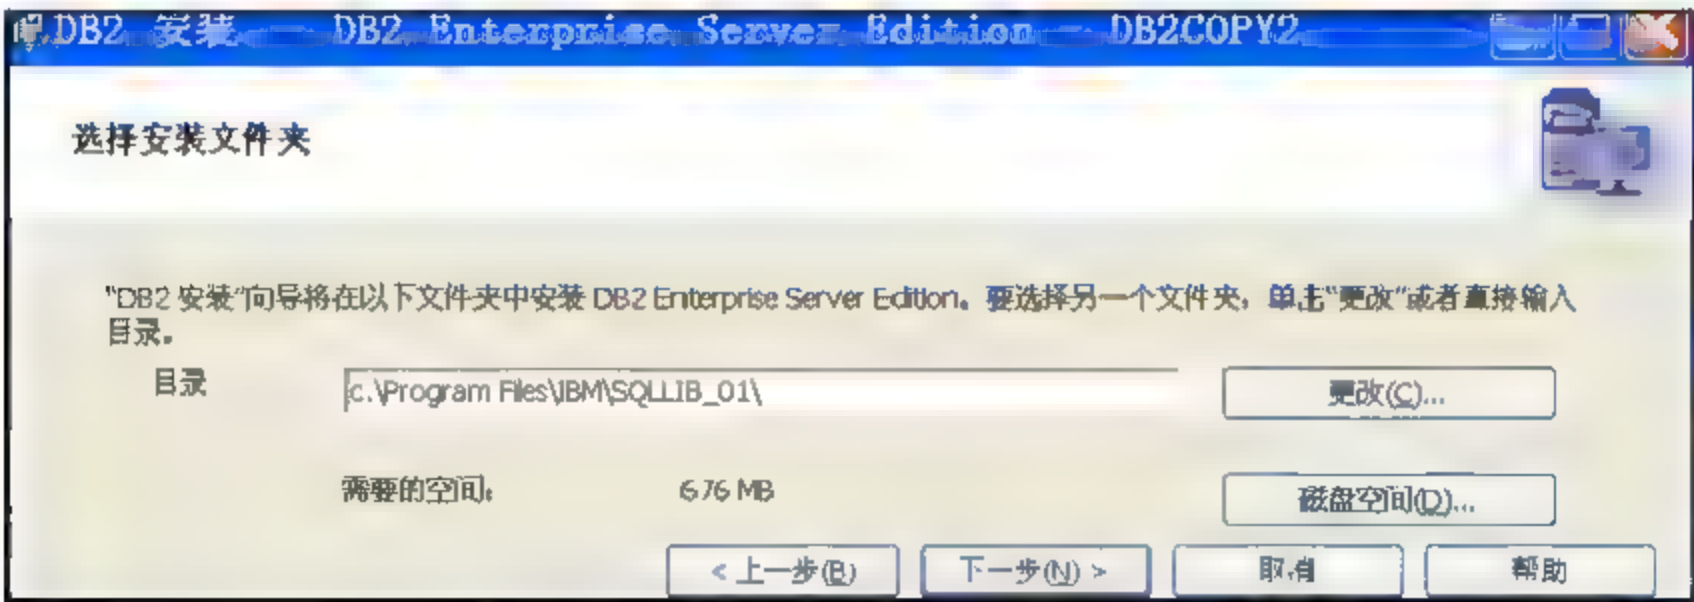 DB2 安装 - DB2 Enterprise Server Edition - DB2COPY2
选择安装文件夹
"DB2 安装"向导将在以下文件夹中安装 DB2 Enterprise Server Edition。要选择另一个文件夹，单击"更改"或者直接输入
目录。
目录 c:\Program Files\IBM\SQLLIB_01\ 更改(C)...
需要的空间: 676 MB 磁盘空间(D)...
< 上一步(B) 下一步(N) > 取消 帮助